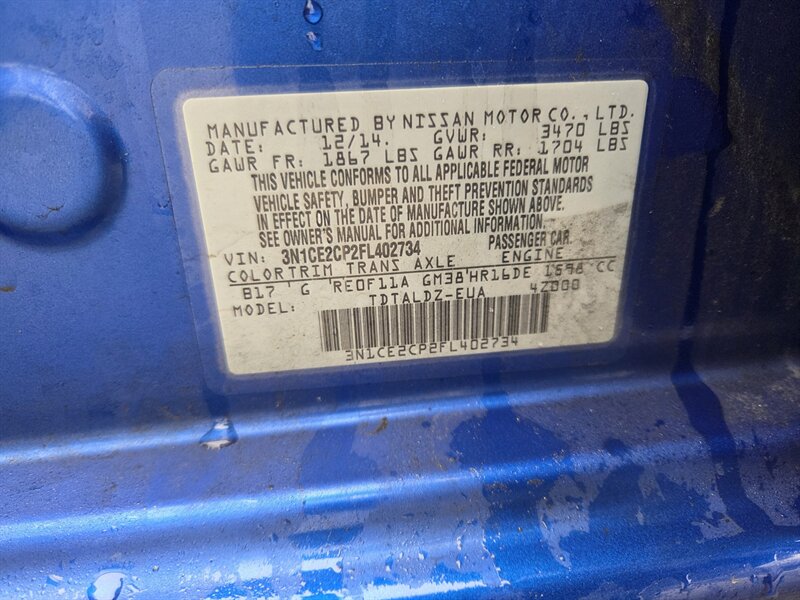 MANUFACTURED BY NISSAN MOTOR CO., LTD.
DATE: 12/14. GVWR: 3470 LBS
GAWR FR: 1867 LBS GAWR RR: 1704 LBS
THIS VEHICLE CONFORMS TO ALL APPLICABLE FEDERAL MOTOR
VEHICLE SAFETY, BUMPER AND THEFT PREVENTION STANDARDS
IN EFFECT ON THE DATE OF MANUFACTURE SHOWN ABOVE.
SEE OWNER'S MANUAL FOR ADDITIONAL INFORMATION.
VIN: 3N1CE2CP2FL402734 PASSENGER CAR
COLOR TRIM TRANS AXLE ENGINE
B17 G RE0F11A GM38 HR16DE 1598 CC
MODEL: TDTALDZ-EUA 4Z000
3N1CE2CP2FL402734